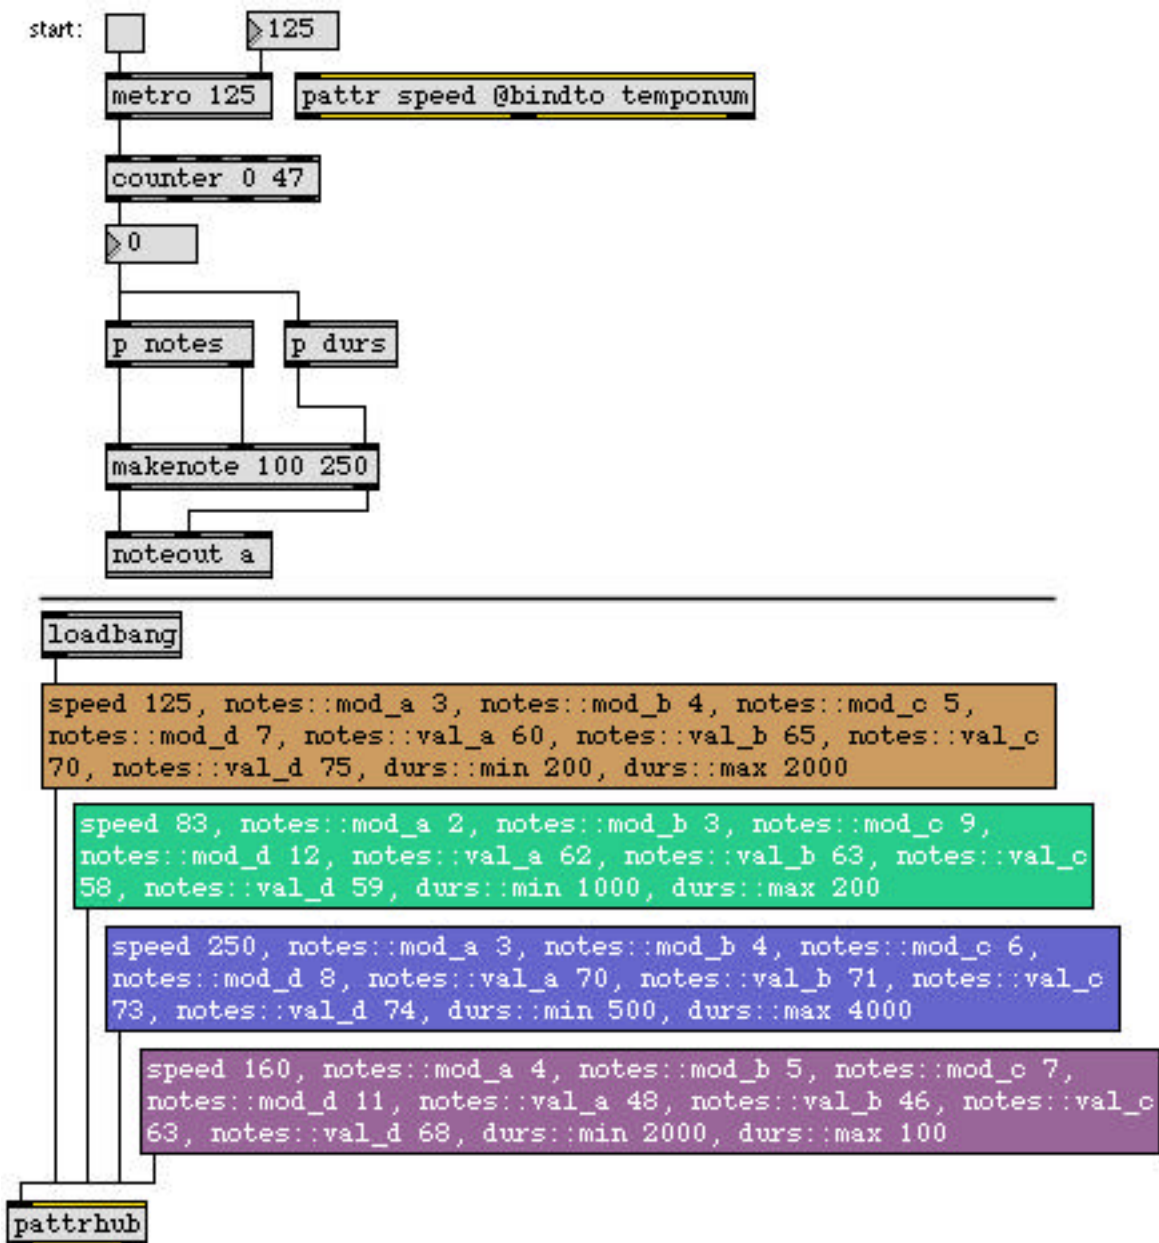 start:
125
metro 125
pattr speed @bindto temponum
counter 0 47
0
p notes
p durs
makenote 100 250
noteout a
loadbang
speed 125, notes::mod_a 3, notes::mod_b 4, notes::mod_c 5,
notes::mod_d 7, notes::val_a 60, notes::val_b 65, notes::val_c
70, notes::val_d 75, durs::min 200, durs::max 2000
speed 83, notes::mod_a 2, notes::mod_b 3, notes::mod_c 9,
notes::mod_d 12, notes::val_a 62, notes::val_b 63, notes::val_c
58, notes::val_d 59, durs::min 1000, durs::max 200
speed 250, notes::mod_a 3, notes::mod_b 4, notes::mod_c 6,
notes::mod_d 8, notes::val_a 70, notes::val_b 71, notes::val_c
73, notes::val_d 74, durs::min 500, durs::max 4000
speed 160, notes::mod_a 4, notes::mod_b 5, notes::mod_c 7,
notes::mod_d 11, notes::val_a 48, notes::val_b 46, notes::val_c
63, notes::val_d 68, durs::min 2000, durs::max 100
pattrhub